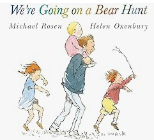 We're Going on a Bear Hunt
Michael Rosen Helen Oxenbury